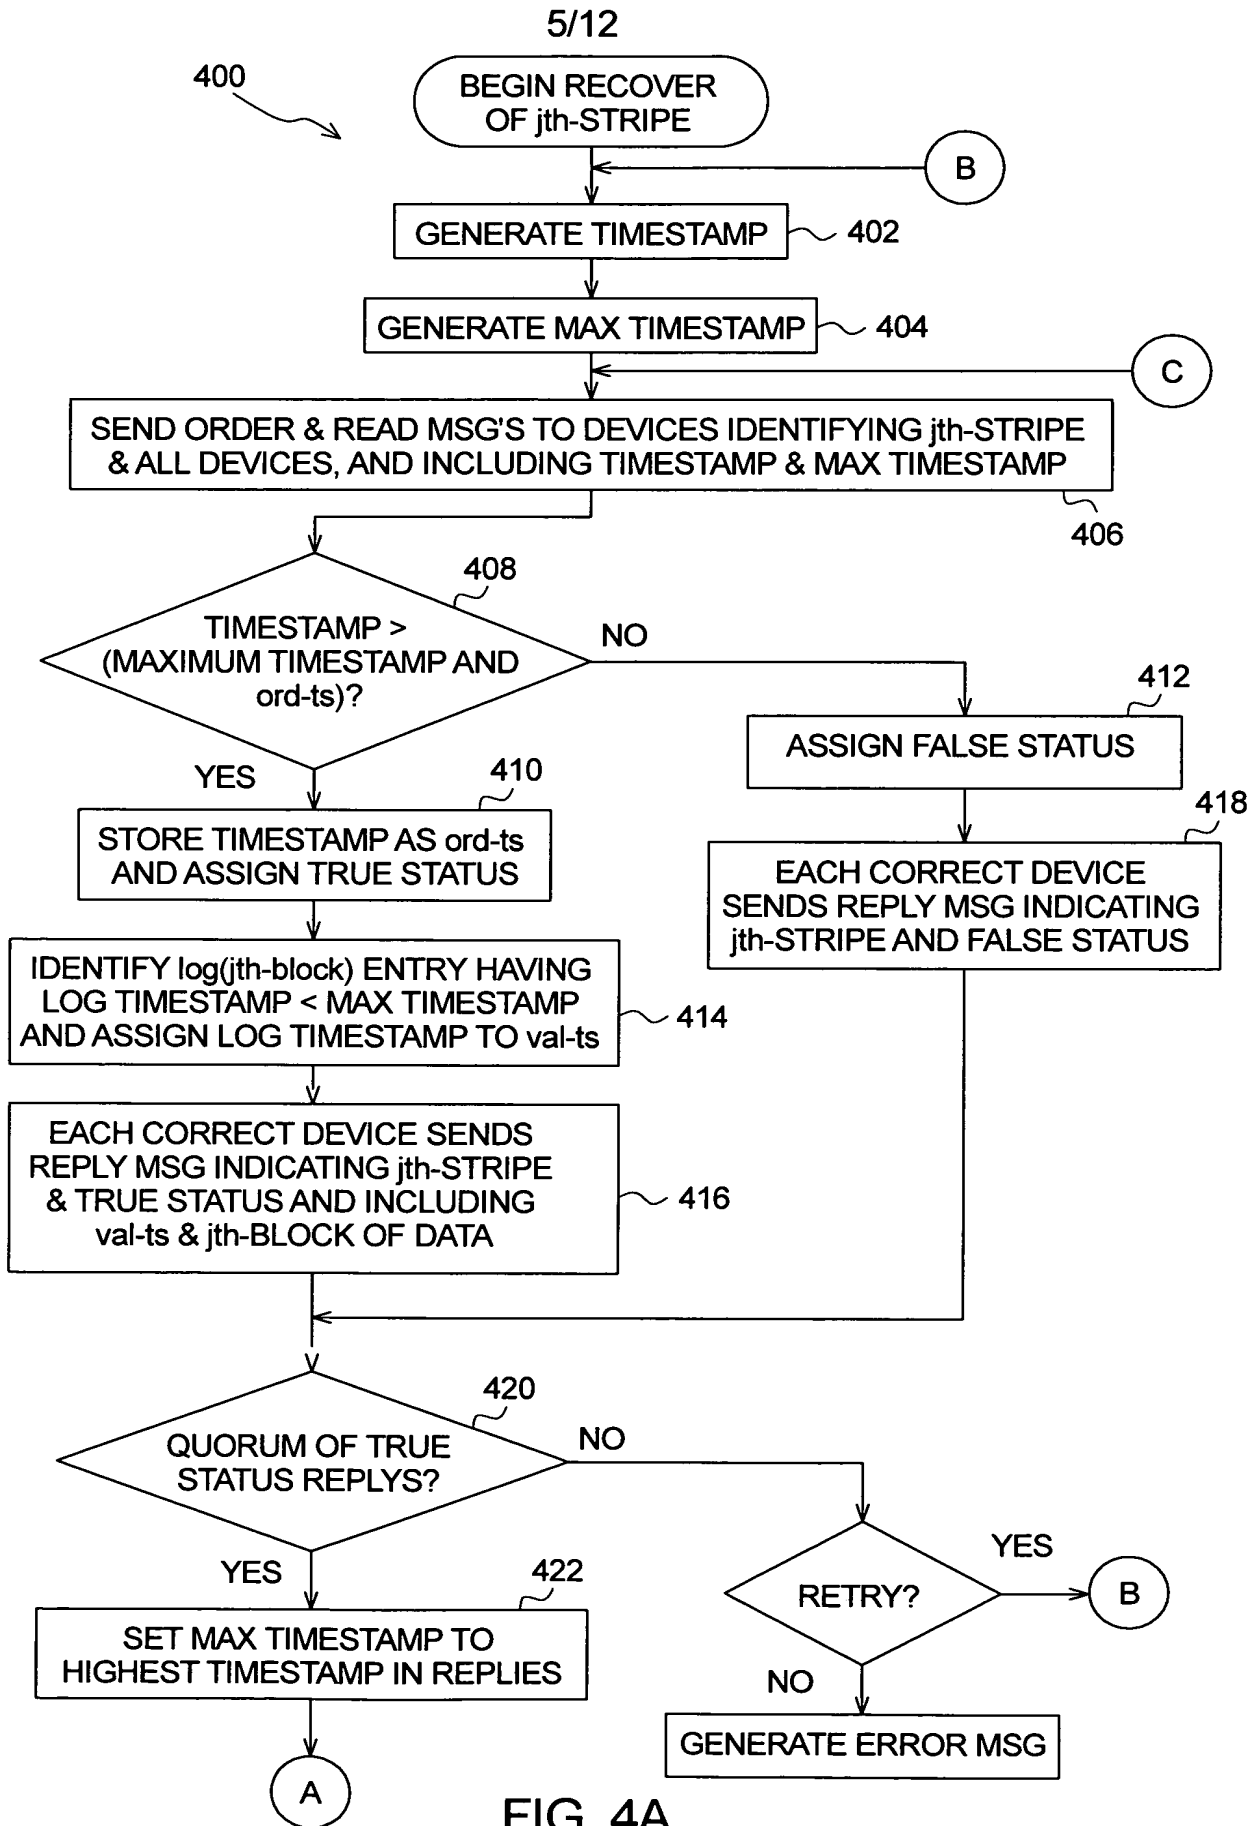 5/12
400
BEGIN RECOVER
OF jth-STRIPE
B
GENERATE TIMESTAMP
402
GENERATE MAX TIMESTAMP
404
C
SEND ORDER & READ MSG'S TO DEVICES IDENTIFYING jth-STRIPE
& ALL DEVICES, AND INCLUDING TIMESTAMP & MAX TIMESTAMP
406
408
TIMESTAMP >
(MAXIMUM TIMESTAMP AND
ord-ts)?
NO
412
ASSIGN FALSE STATUS
YES
410
STORE TIMESTAMP AS ord-ts
AND ASSIGN TRUE STATUS
418
EACH CORRECT DEVICE
SENDS REPLY MSG INDICATING
jth-STRIPE AND FALSE STATUS
IDENTIFY log(jth-block) ENTRY HAVING
LOG TIMESTAMP < MAX TIMESTAMP
AND ASSIGN LOG TIMESTAMP TO val-ts
414
EACH CORRECT DEVICE SENDS
REPLY MSG INDICATING jth-STRIPE
& TRUE STATUS AND INCLUDING
val-ts & jth-BLOCK OF DATA
416
420
QUORUM OF TRUE
STATUS REPLYS?
NO
YES
422
SET MAX TIMESTAMP TO
HIGHEST TIMESTAMP IN REPLIES
A
RETRY?
YES
B
NO
GENERATE ERROR MSG
FIG. 4A